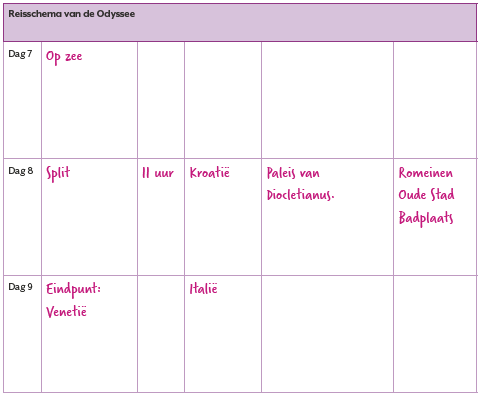 Reisschema van de Odyssee
Dag 7
Op zee
Dag 8
Split
11 uur
Kroatië
Paleis van
Diocletianus.
Romeinen
Oude Stad
Badplaats
Dag 9
Eindpunt:
Venetië
Italië